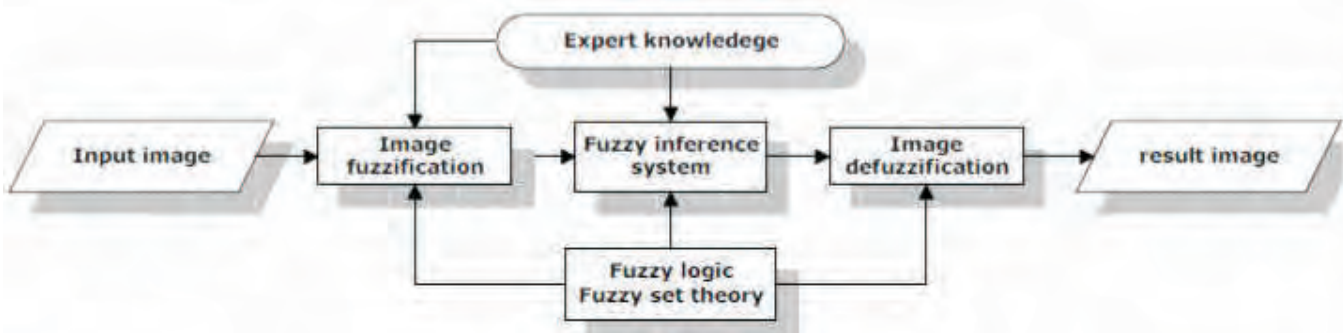 Expert knowledege
Input image
Image
fuzzification
Fuzzy inference
system
Image
defuzzification
result image
Fuzzy logic
Fuzzy set theory